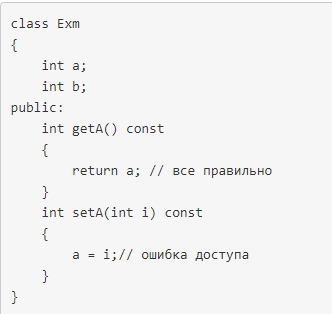 class Exm
{
    int a;
    int b;
public:
    int getA() const
    {
        return a; // все правильно
    }
    int setA(int i) const
    {
        a = i;// ошибка доступа
    }
}